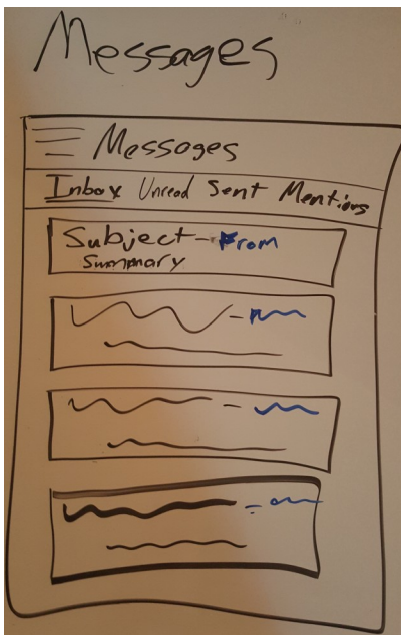 Messages
Messages
Inbox Unread Sent Mentions
Subject - From
Summary